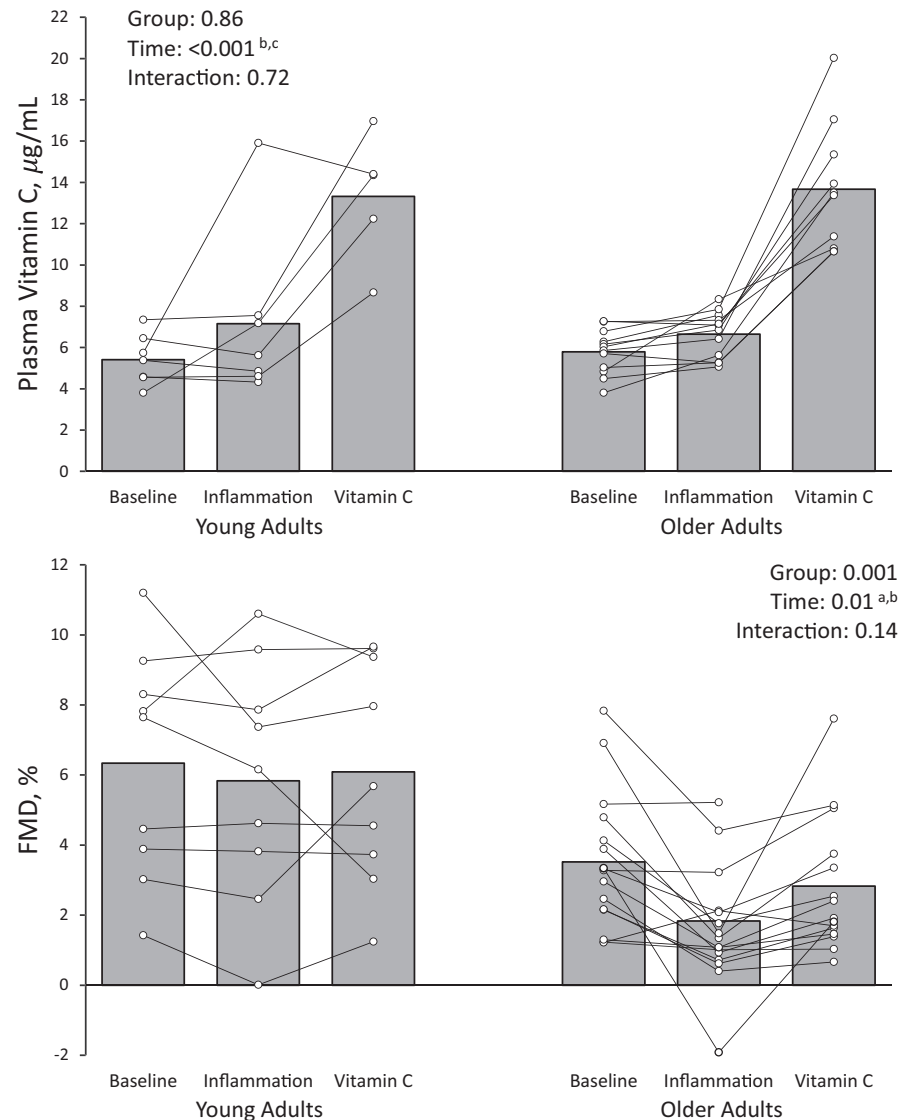 Group: 0.86
Time: <0.001 b,c
Interaction: 0.72
Plasma Vitamin C, µg/mL
22
20
18
16
14
12
10
8
6
4
2
0
Baseline Inflammation Vitamin C Baseline Inflammation Vitamin C
Young Adults Older Adults
Group: 0.001
Time: 0.01 a,b
Interaction: 0.14
FMD, %
12
10
8
6
4
2
0
-2
Baseline Inflammation Vitamin C Baseline Inflammation Vitamin C
Young Adults Older Adults